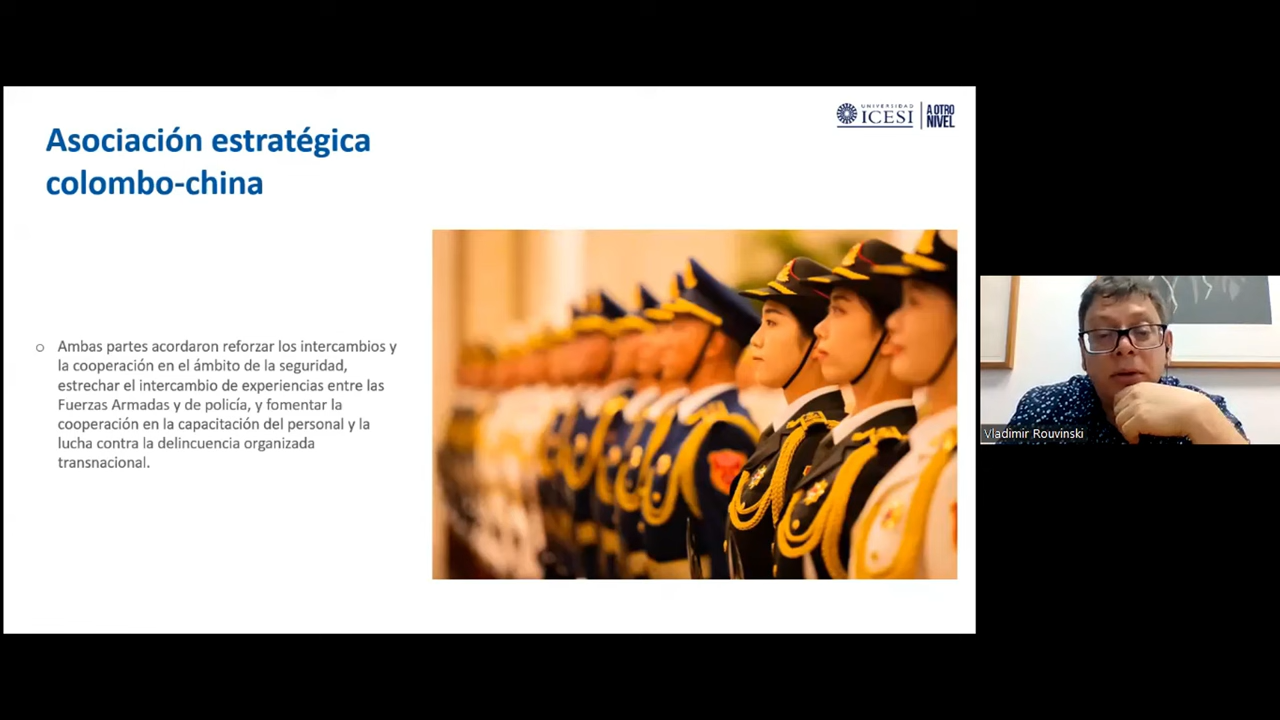 UNIVERSIDAD
ICESI
A OTRO
NIVEL
Asociación estratégica
colombo-china
Ambas partes acordaron reforzar los intercambios y
la cooperación en el ámbito de la seguridad,
estrechar el intercambio de experiencias entre las
Fuerzas Armadas y de policía, y fomentar la
cooperación en la capacitación del personal y la
lucha contra la delincuencia organizada
transnacional.
Vladimir Rouvinski